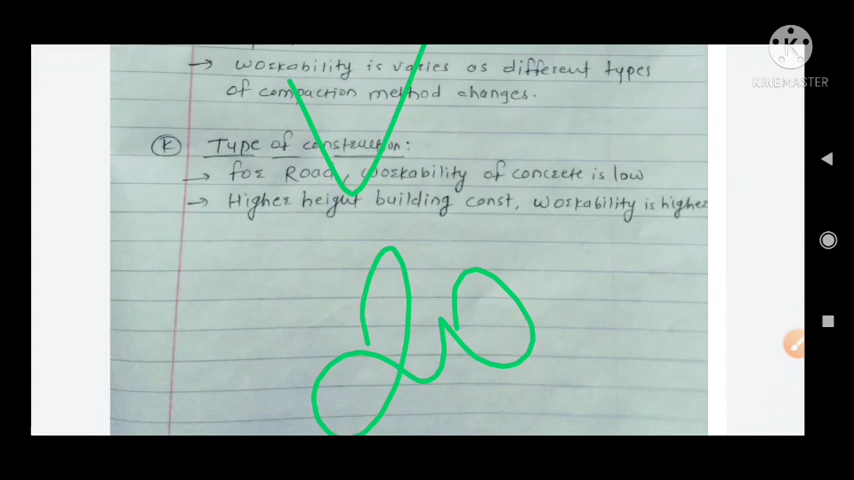 → workability is varies as different types
of compaction method changes.
(K) Type of construction:
→ for Road, workability of concrete is low
→ Higher height building const, workability is higher
KINEMASTER